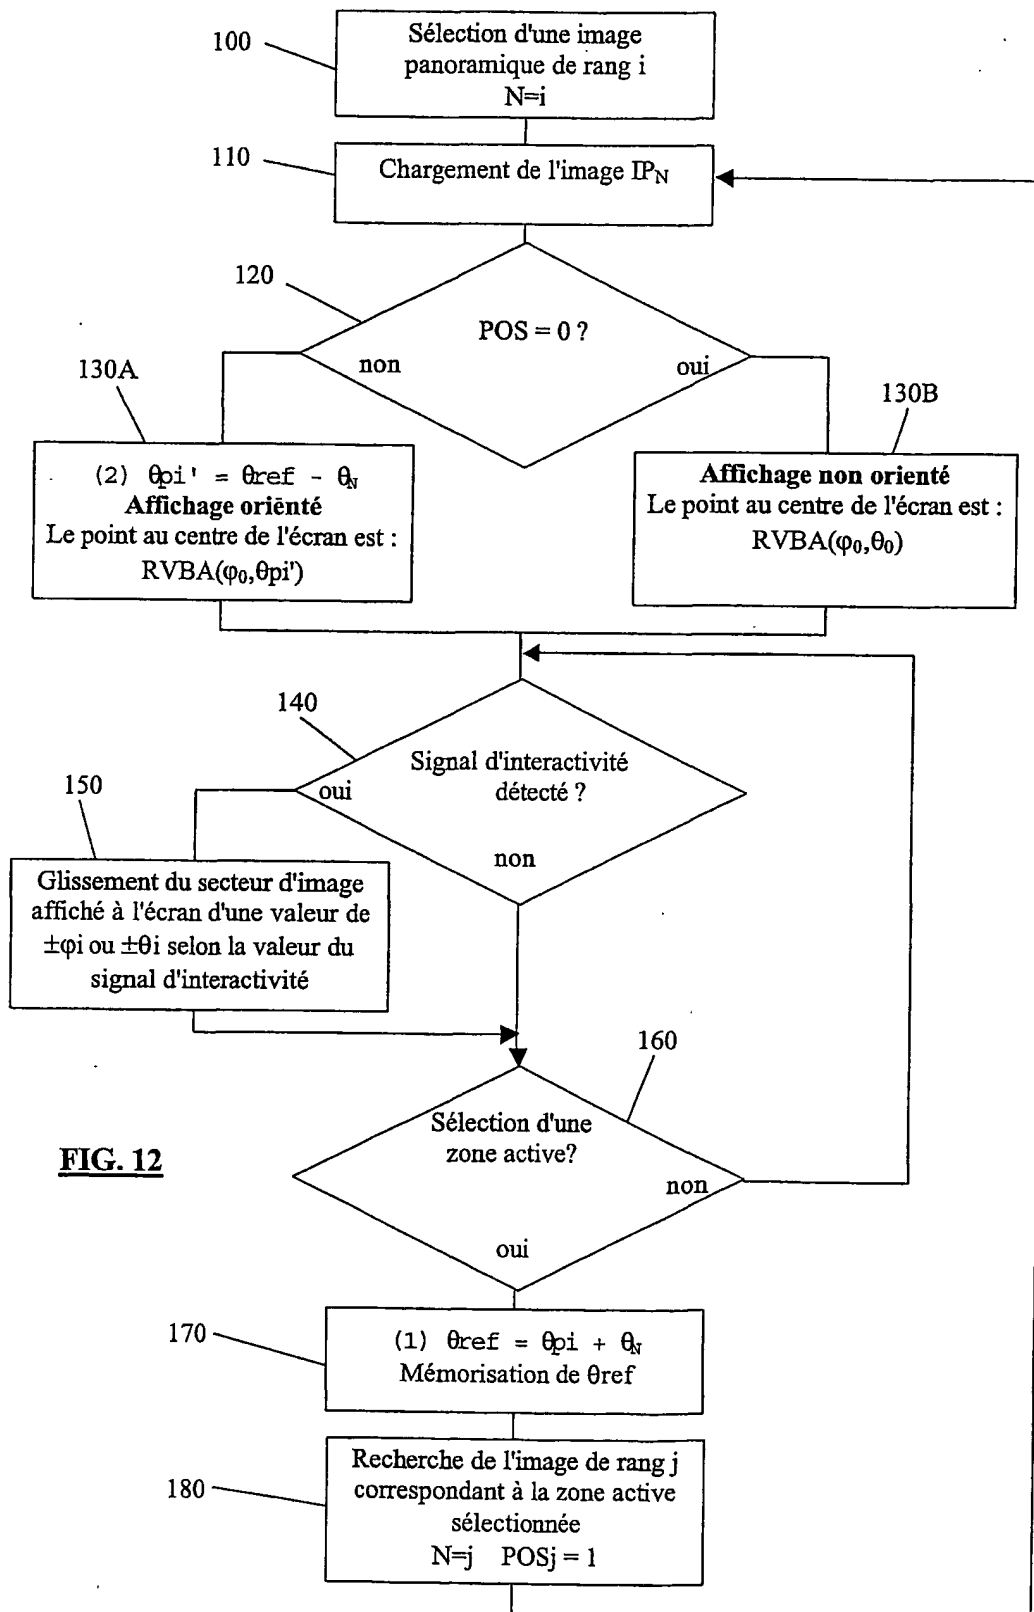 100
Sélection d'une image
panoramique de rang i
N=i
110
Chargement de l'image IP_N
120
POS = 0 ?
non
oui
130A
130B
(2) θpi' = θref - θ_N
Affichage orienté
Le point au centre de l'écran est :
RVBA(φ₀,θpi')
Affichage non orienté
Le point au centre de l'écran est :
RVBA(φ₀,θ₀)
140
Signal d'interactivité
détecté ?
oui
non
150
Glissement du secteur d'image
affiché à l'écran d'une valeur de
±φi ou ±θi selon la valeur du
signal d'interactivité
160
Sélection d'une
zone active?
non
oui
FIG. 12
170
(1) θref = θpi + θ_N
Mémorisation de θref
180
Recherche de l'image de rang j
correspondant à la zone active
sélectionnée
N=j POSj = 1